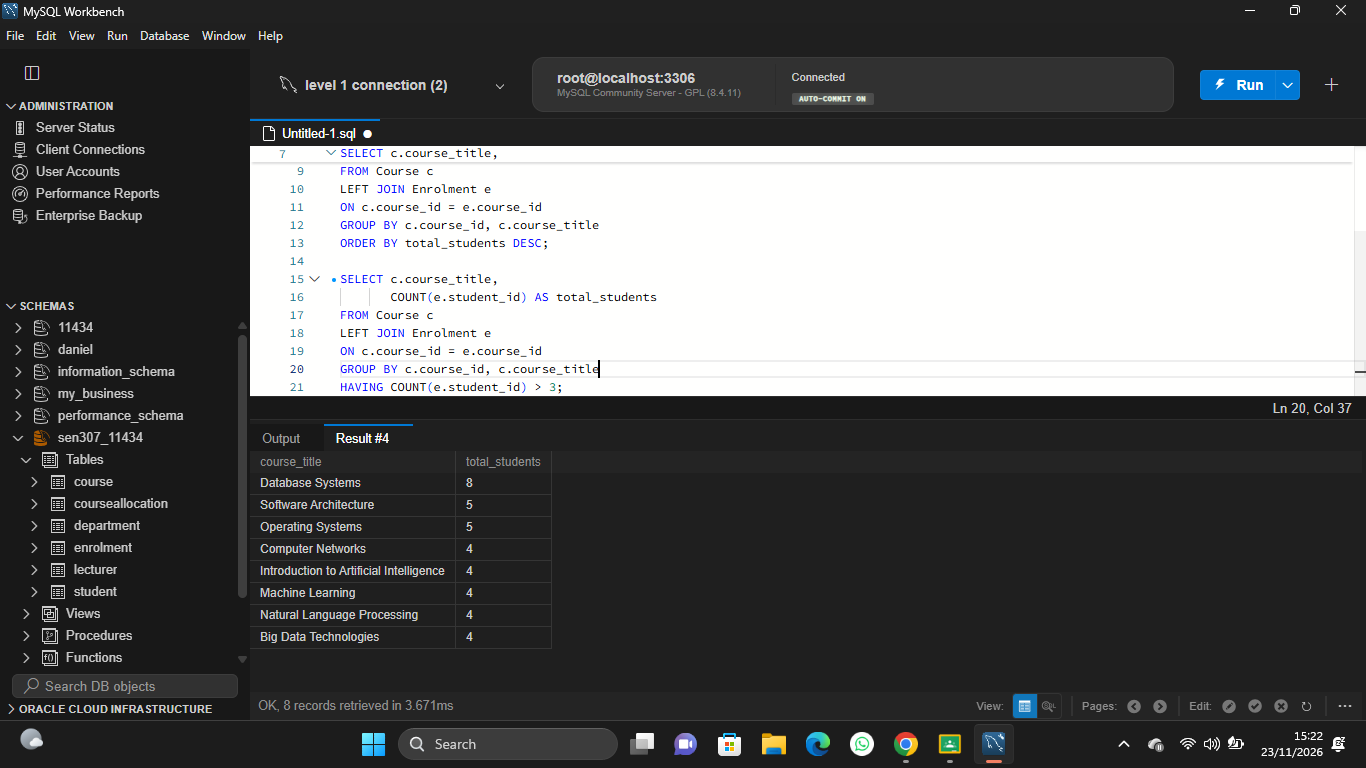 MySQL Workbench
File Edit View Run Database Window Help
level 1 connection (2)
root@localhost:3306
MySQL Community Server - GPL (8.4.11)
Connected
AUTO-COMMIT ON
Run
ADMINISTRATION
Server Status
Client Connections
User Accounts
Performance Reports
Enterprise Backup
SCHEMAS
11434
daniel
information_schema
my_business
performance_schema
sen307_11434
Tables
course
courseallocation
department
enrolment
lecturer
student
Views
Procedures
Functions
Search DB objects
ORACLE CLOUD INFRASTRUCTURE
Untitled-1.sql
7 SELECT c.course_title,
9 FROM Course c
10 LEFT JOIN Enrolment e
11 ON c.course_id = e.course_id
12 GROUP BY c.course_id, c.course_title
13 ORDER BY total_students DESC;
14
15 SELECT c.course_title,
16 COUNT(e.student_id) AS total_students
17 FROM Course c
18 LEFT JOIN Enrolment e
19 ON c.course_id = e.course_id
20 GROUP BY c.course_id, c.course_title
21 HAVING COUNT(e.student_id) > 3;
Ln 20, Col 37
Output Result #4
course_title total_students
Database Systems 8
Software Architecture 5
Operating Systems 5
Computer Networks 4
Introduction to Artificial Intelligence 4
Machine Learning 4
Natural Language Processing 4
Big Data Technologies 4
OK, 8 records retrieved in 3.671ms
View: Pages: Edit:
Search
15:22
23/11/2026